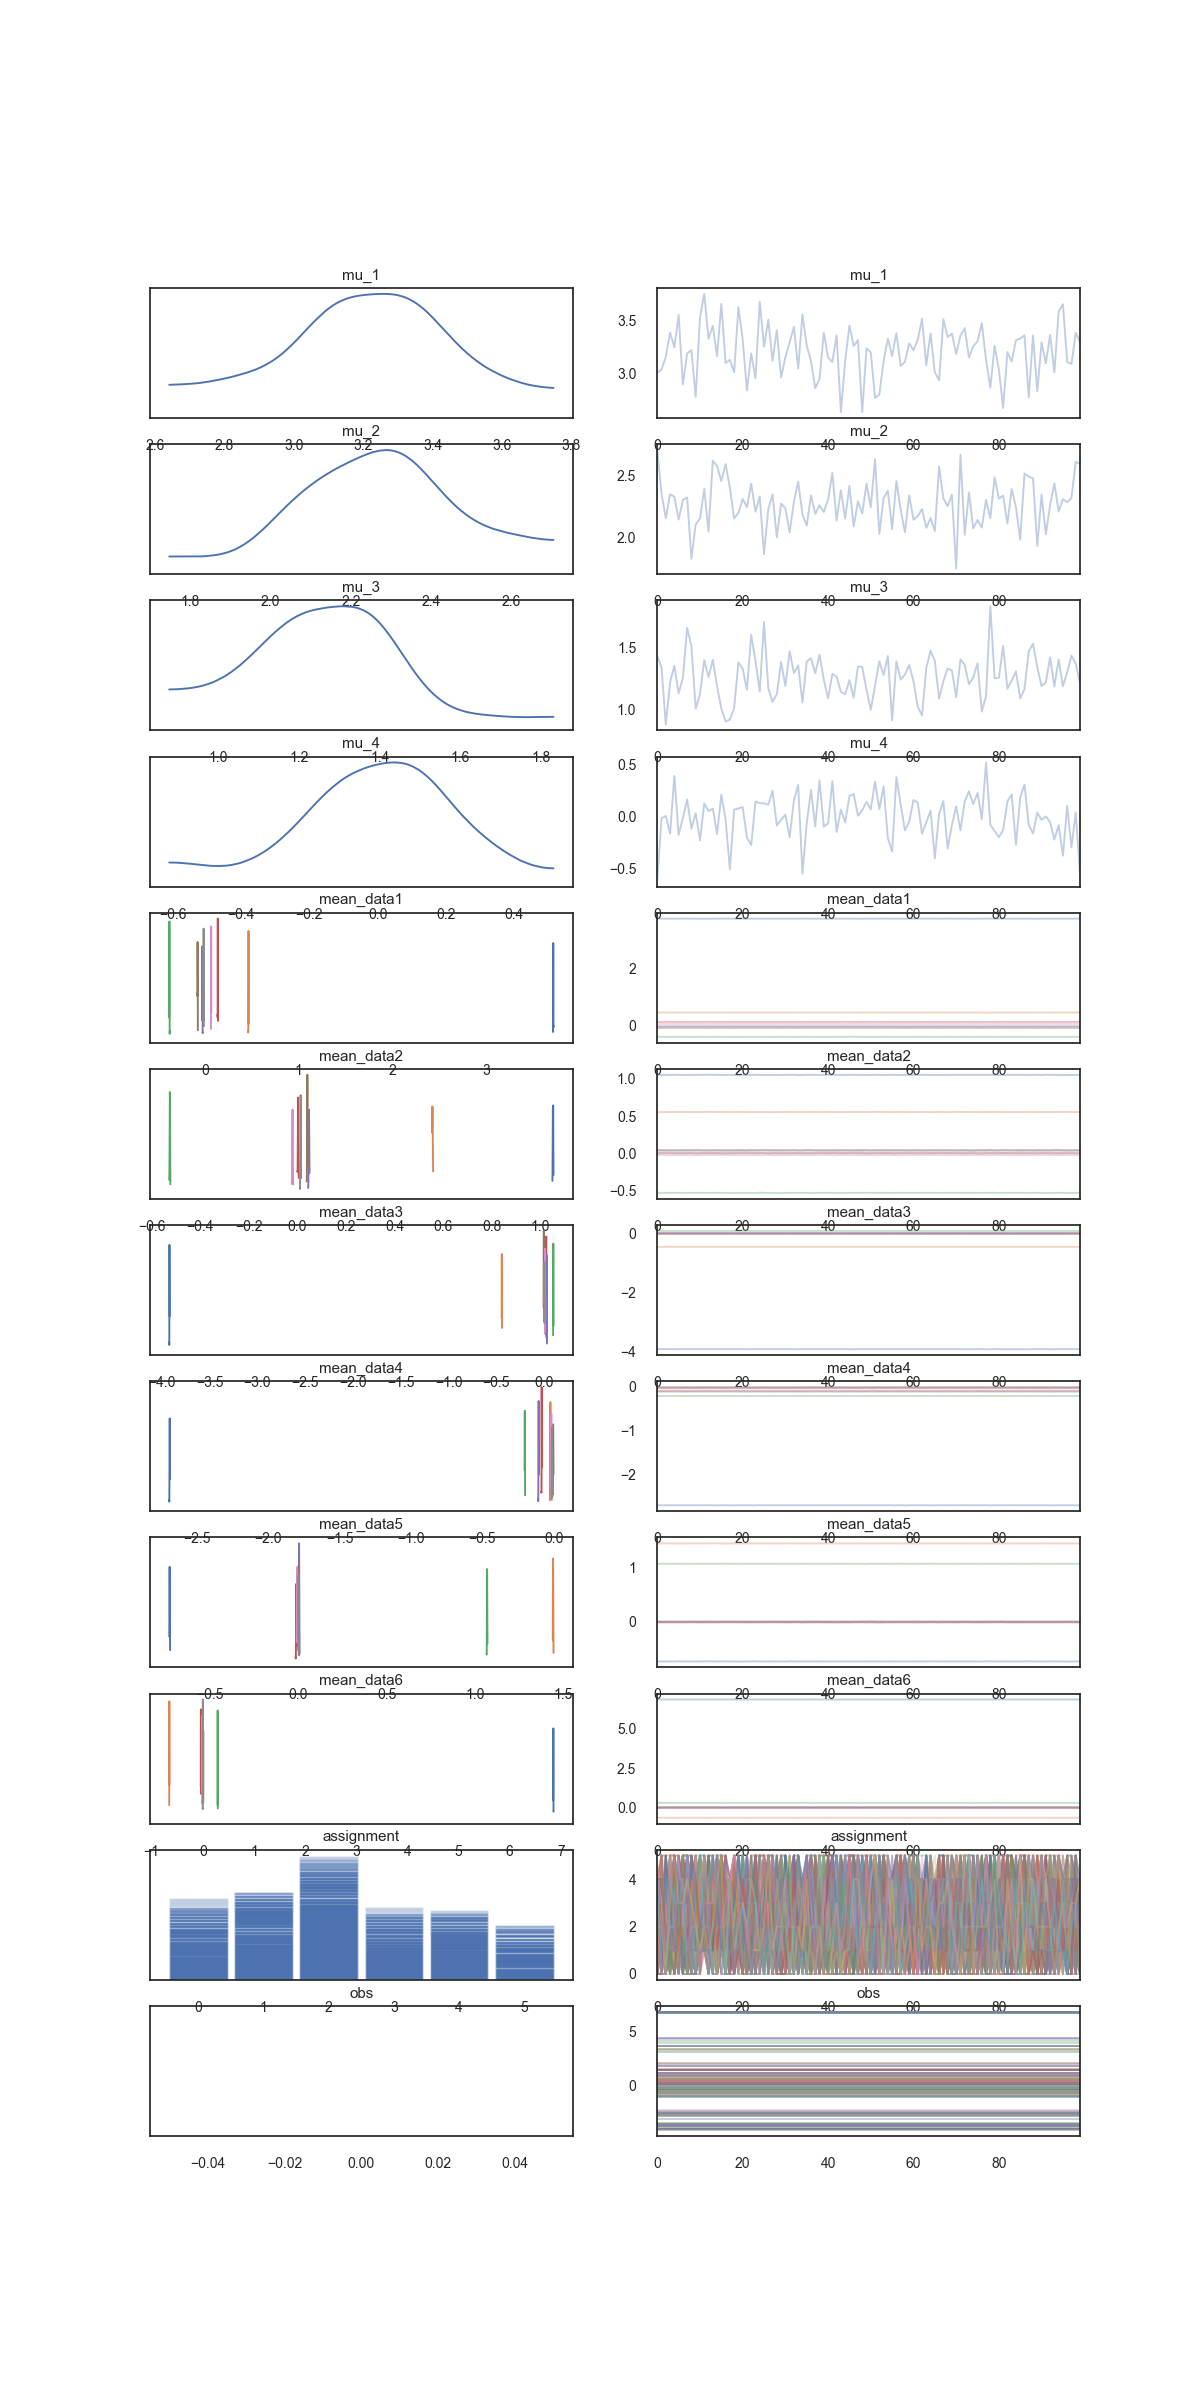 mu_1 mu_1
3.5
3.0
mu_2 mu_2
2.6 2.8 3.0 3.2 3.4 3.6 3.8 0 20 40 60 80
2.5
2.0
mu_3 mu_3
1.8 2.0 2.2 2.4 2.6 0 20 40 60 80
1.5
1.0
mu_4 mu_4
1.0 1.2 1.4 1.6 1.8 0 20 40 60 80
0.5
0.0
−0.5
mean_data1 mean_data1
−0.6 −0.4 −0.2 0.0 0.2 0.4 0 20 40 60 80
2
0
mean_data2 mean_data2
0 1 2 3 0 20 40 60 80
1.0
0.5
0.0
−0.5
mean_data3 mean_data3
−0.6 −0.4 −0.2 0.0 0.2 0.4 0.6 0.8 1.0 0 20 40 60 80
0
−2
−4
mean_data4 mean_data4
−4.0 −3.5 −3.0 −2.5 −2.0 −1.5 −1.0 −0.5 0.0 0 20 40 60 80
0
−1
−2
mean_data5 mean_data5
−2.5 −2.0 −1.5 −1.0 −0.5 0.0 0 20 40 60 80
1
0
mean_data6 mean_data6
−0.5 0.0 0.5 1.0 1.5 0 20 40 60 80
5.0
2.5
0.0
assignment assignment
−1 0 1 2 3 4 5 6 7 0 20 40 60 80
4
2
0
obs obs
0 1 2 3 4 5 0 20 40 60 80
5
0
−0.04 −0.02 0.00 0.02 0.04 0 20 40 60 80